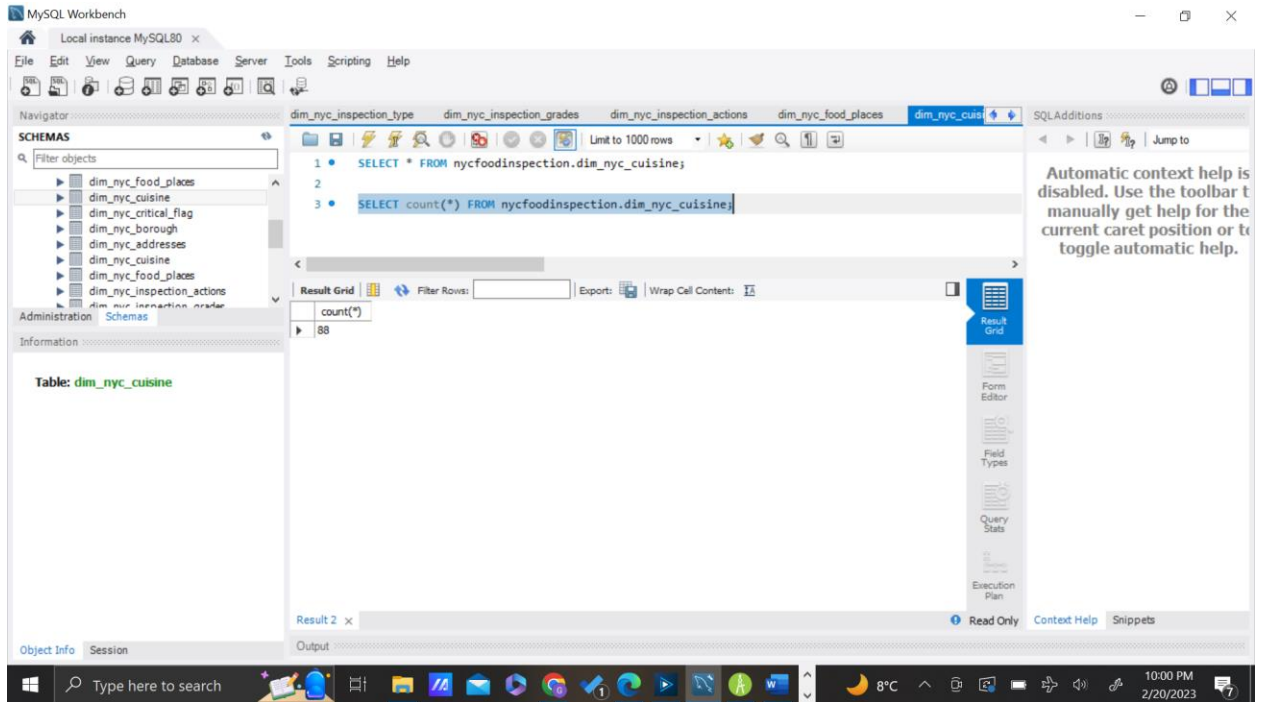 MySQL Workbench
Local instance MySQL80
File Edit View Query Database Server Tools Scripting Help
Navigator
SCHEMAS
Filter objects
dim_nyc_food_places
dim_nyc_cuisine
dim_nyc_critical_flag
dim_nyc_borough
dim_nyc_addresses
dim_nyc_cuisine
dim_nyc_food_places
dim_nyc_inspection_actions
dim_nyc_inspection_grades
Administration Schemas
Information
Table: dim_nyc_cuisine
Object Info Session
dim_nyc_inspection_type dim_nyc_inspection_grades dim_nyc_inspection_actions dim_nyc_food_places dim_nyc_cuisi
Limit to 1000 rows
1 SELECT * FROM nycfoodinspection.dim_nyc_cuisine;
2
3 SELECT count(*) FROM nycfoodinspection.dim_nyc_cuisine;
Result Grid Filter Rows: Export: Wrap Cell Content:
count(*)
88
Result
Grid
Form
Editor
Field
Types
Query
Stats
Execution
Plan
Result 2 Read Only
Output
SQLAdditions
Jump to
Automatic context help is
disabled. Use the toolbar t
manually get help for the
current caret position or to
toggle automatic help.
Context Help Snippets
Type here to search
8°C
10:00 PM
2/20/2023